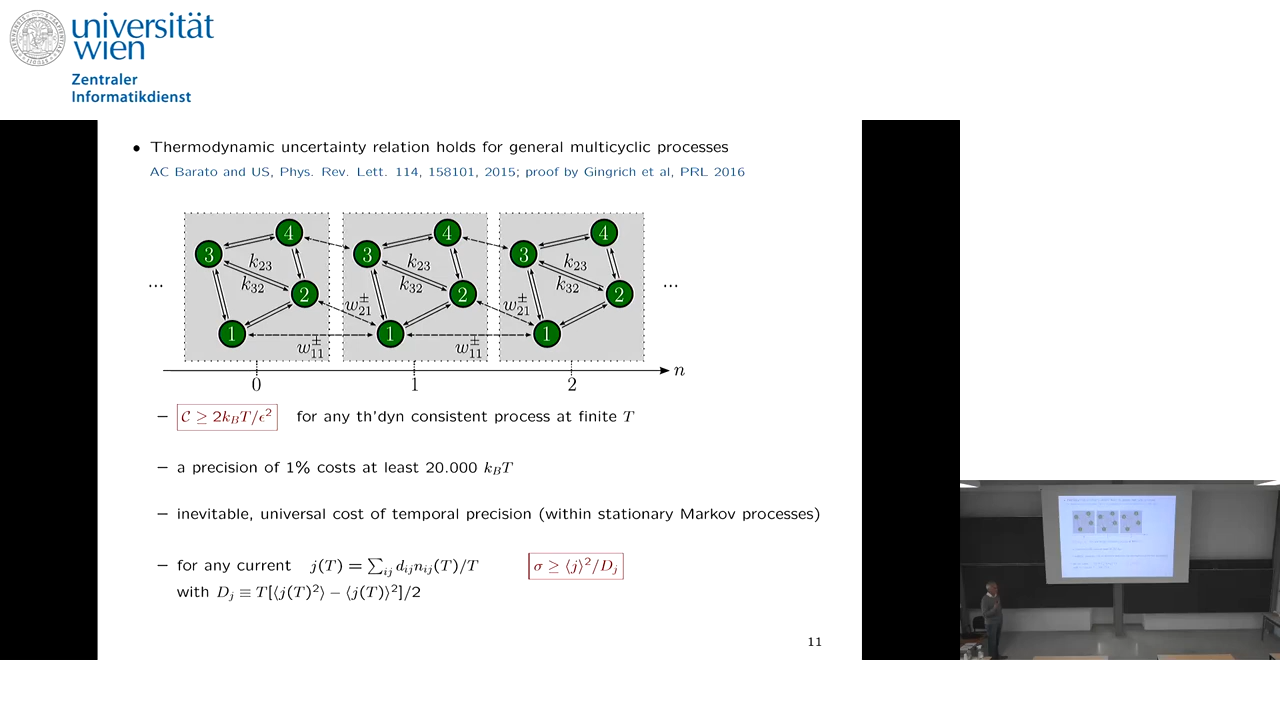 universität
wien
Zentraler
Informatikdienst
• Thermodynamic uncertainty relation holds for general multicyclic processes
AC Barato and US, Phys. Rev. Lett. 114, 158101, 2015; proof by Gingrich et al, PRL 2016
4 4 4
3 3 3
k₂₃ k₂₃ k₂₃
k₃₂ k₃₂ k₃₂
... 2 2 2 ...
w₂₁± w₂₁±
1 1 1
w₁₁± w₁₁±
0 1 2 n
– C ≥ 2k_BT/ϵ² for any th'dyn consistent process at finite T
– a precision of 1% costs at least 20.000 k_BT
– inevitable, universal cost of temporal precision (within stationary Markov processes)
– for any current j(T) = ∑_ij d_ij n_ij(T)/T σ ≥ ⟨j⟩²/D_j
with D_j ≡ T[⟨j(T)²⟩ − ⟨j(T)⟩²]/2
11